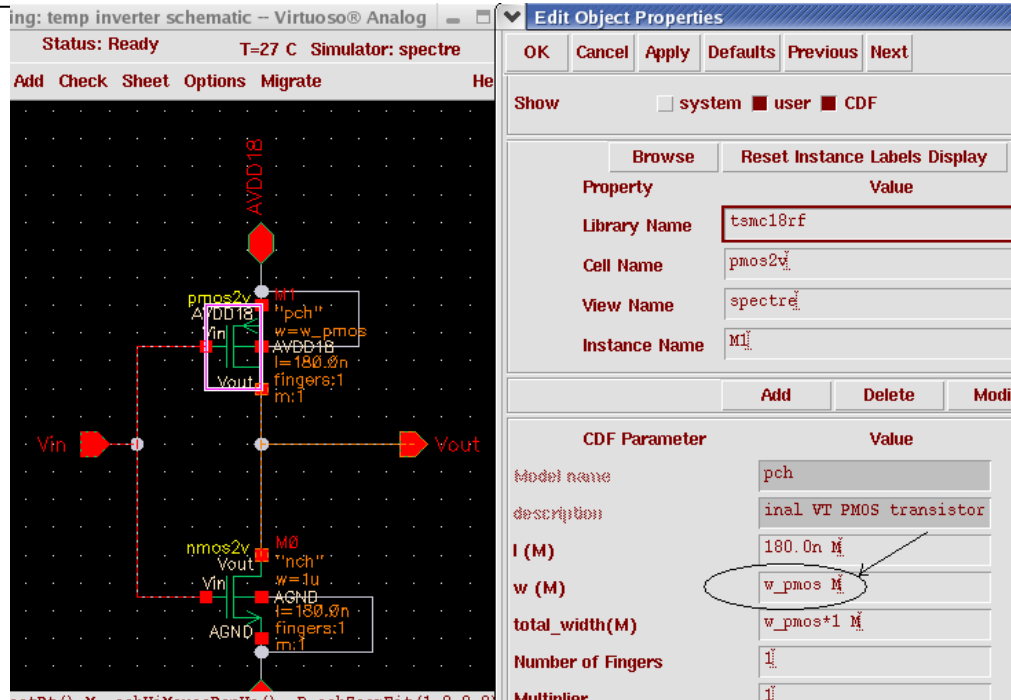 ing: temp inverter schematic -- Virtuoso® Analog
Status: Ready T=27 C Simulator: spectre
Add Check Sheet Options Migrate He
AVDD18
pmos2v M1
AVDD18 "pch"
Vin w=w_pmos
AVDD18
l=180.0n
Vout fingers:1
m:1
Vin Vout
nmos2v M0
Vout "nch"
Vin w=1u
AGND
l=180.0n
AGND fingers:1
m:1
Edit Object Properties
OK Cancel Apply Defaults Previous Next
Show system user CDF
Browse Reset Instance Labels Display
Property Value
Library Name tsmc18rf
Cell Name pmos2v
View Name spectre
Instance Name M1
Add Delete Modi
CDF Parameter Value
Model name pch
description inal VT PMOS transistor
l (M) 180.0n M
w (M) w_pmos M
total_width(M) w_pmos*1 M
Number of Fingers 1
Multiplier 1